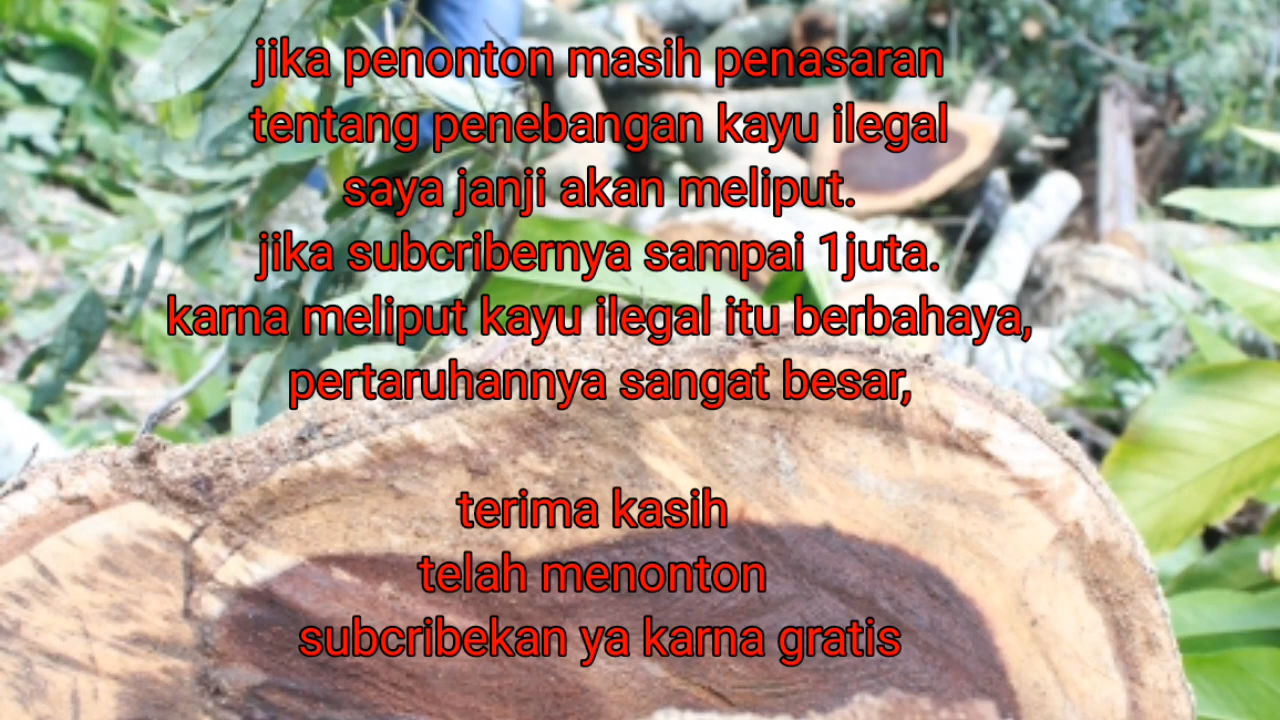 jika penonton masih penasaran
tentang penebangan kayu ilegal
saya janji akan meliput.
jika subcribernya sampai 1juta.
karna meliput kayu ilegal itu berbahaya,
pertaruhannya sangat besar,
terima kasih
telah menonton
subcribekan ya karna gratis